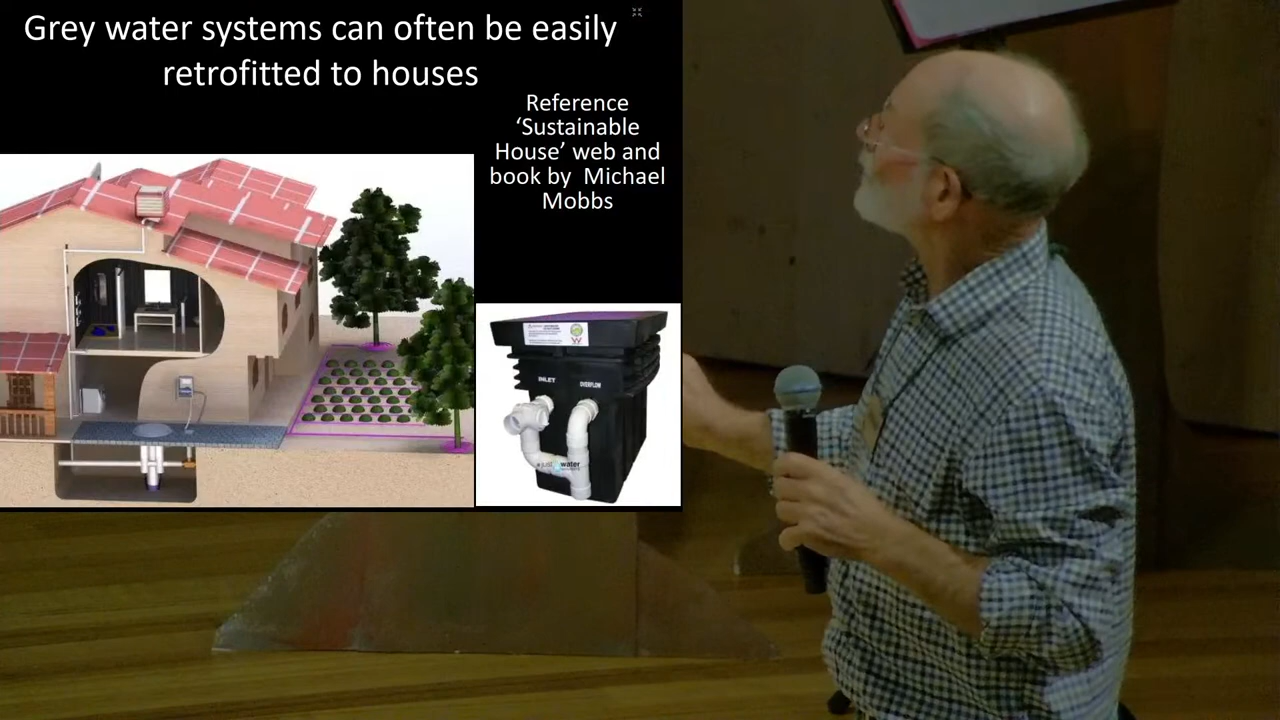 Grey water systems can often be easily
retrofitted to houses
Reference
‘Sustainable
House’ web and
book by Michael
Mobbs
INLET
OVERFLOW
just water